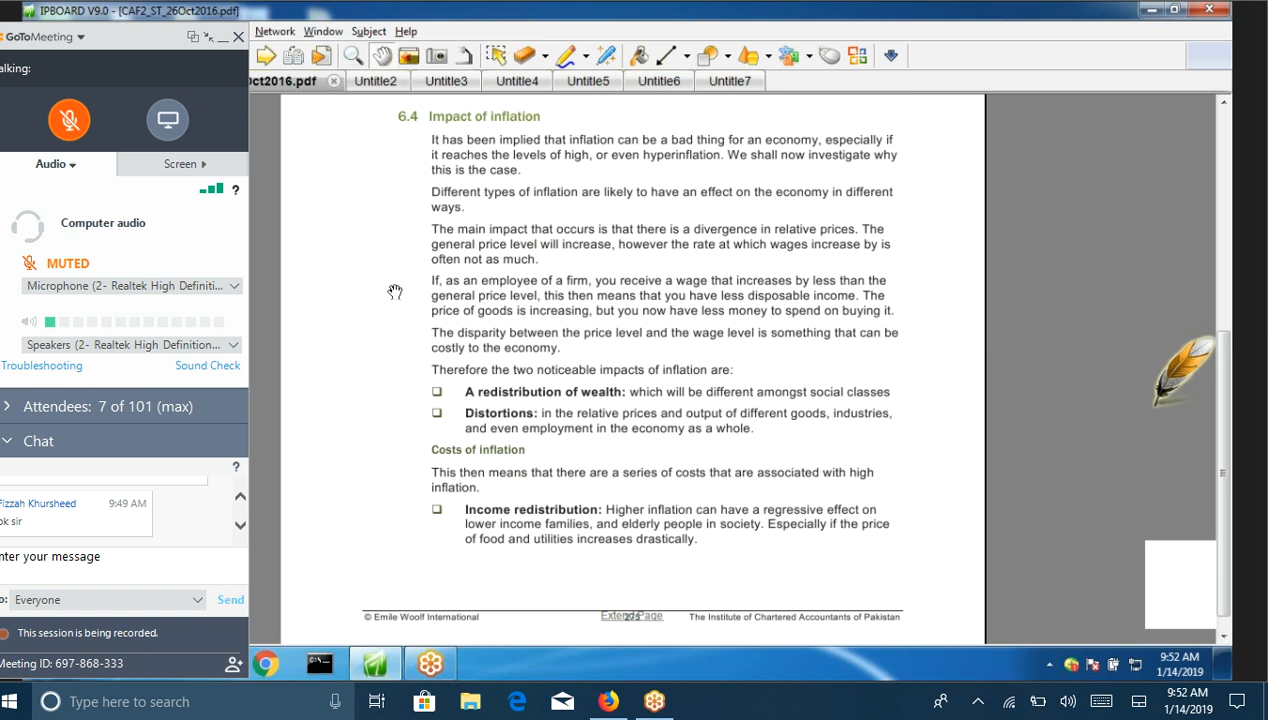 IPBOARD V9.0 - [CAF2_ST_26Oct2016.pdf]
GoToMeeting
alking:
Audio
Screen
?
Computer audio
MUTED
Microphone (2- Realtek High Definiti...
Speakers (2- Realtek High Definition...
Troubleshooting
Sound Check
Attendees: 7 of 101 (max)
Chat
?
Fizzah Khursheed 9:49 AM
ok sir
nter your message
o: Everyone
Send
This session is being recorded.
Meeting ID: 697-868-333
Network Window Subject Help
ct2016.pdf Untitle2 Untitle3 Untitle4 Untitle5 Untitle6 Untitle7
6.4 Impact of inflation
It has been implied that inflation can be a bad thing for an economy, especially if
it reaches the levels of high, or even hyperinflation. We shall now investigate why
this is the case.
Different types of inflation are likely to have an effect on the economy in different
ways.
The main impact that occurs is that there is a divergence in relative prices. The
general price level will increase, however the rate at which wages increase by is
often not as much.
If, as an employee of a firm, you receive a wage that increases by less than the
general price level, this then means that you have less disposable income. The
price of goods is increasing, but you now have less money to spend on buying it.
The disparity between the price level and the wage level is something that can be
costly to the economy.
Therefore the two noticeable impacts of inflation are:
A redistribution of wealth: which will be different amongst social classes
Distortions: in the relative prices and output of different goods, industries,
and even employment in the economy as a whole.
Costs of inflation
This then means that there are a series of costs that are associated with high
inflation.
Income redistribution: Higher inflation can have a regressive effect on
lower income families, and elderly people in society. Especially if the price
of food and utilities increases drastically.
© Emile Woolf International
Extend Page
275
The Institute of Chartered Accountants of Pakistan
9:52 AM
1/14/2019
Type here to search
9:52 AM
1/14/2019